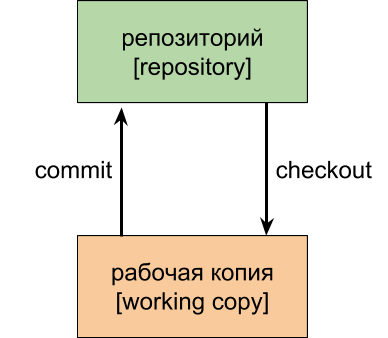 репозиторий
[repository]
commit
checkout
рабочая копия
[working copy]